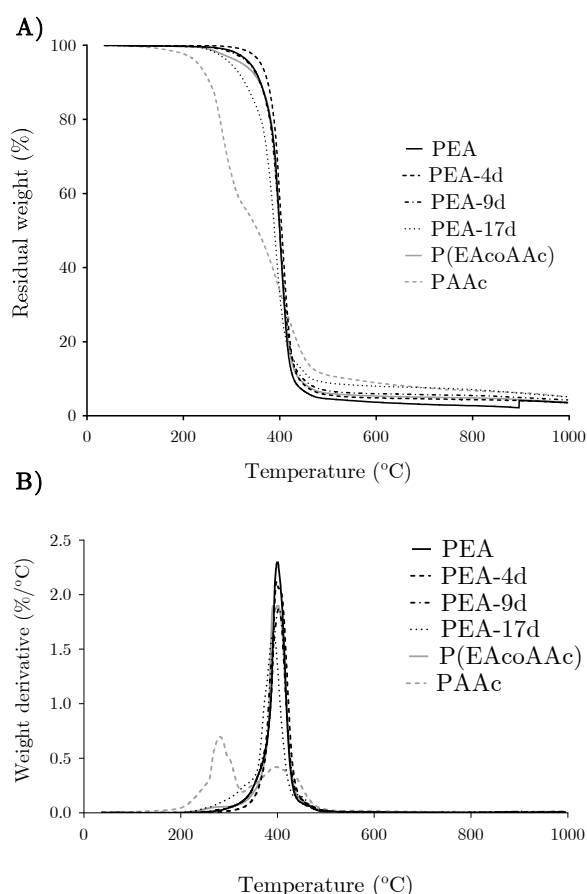 A)
100
80
60
40
20
0
Residual weight (%)
PEA
PEA-4d
PEA-9d
PEA-17d
P(EAcoAAc)
PAAc
0 200 400 600 800 1000
Temperature (°C)
B)
2.5
2.0
1.5
1.0
0.5
0.0
Weight derivative (%/°C)
PEA
PEA-4d
PEA-9d
PEA-17d
P(EAcoAAc)
PAAc
0 200 400 600 800 1000
Temperature (°C)